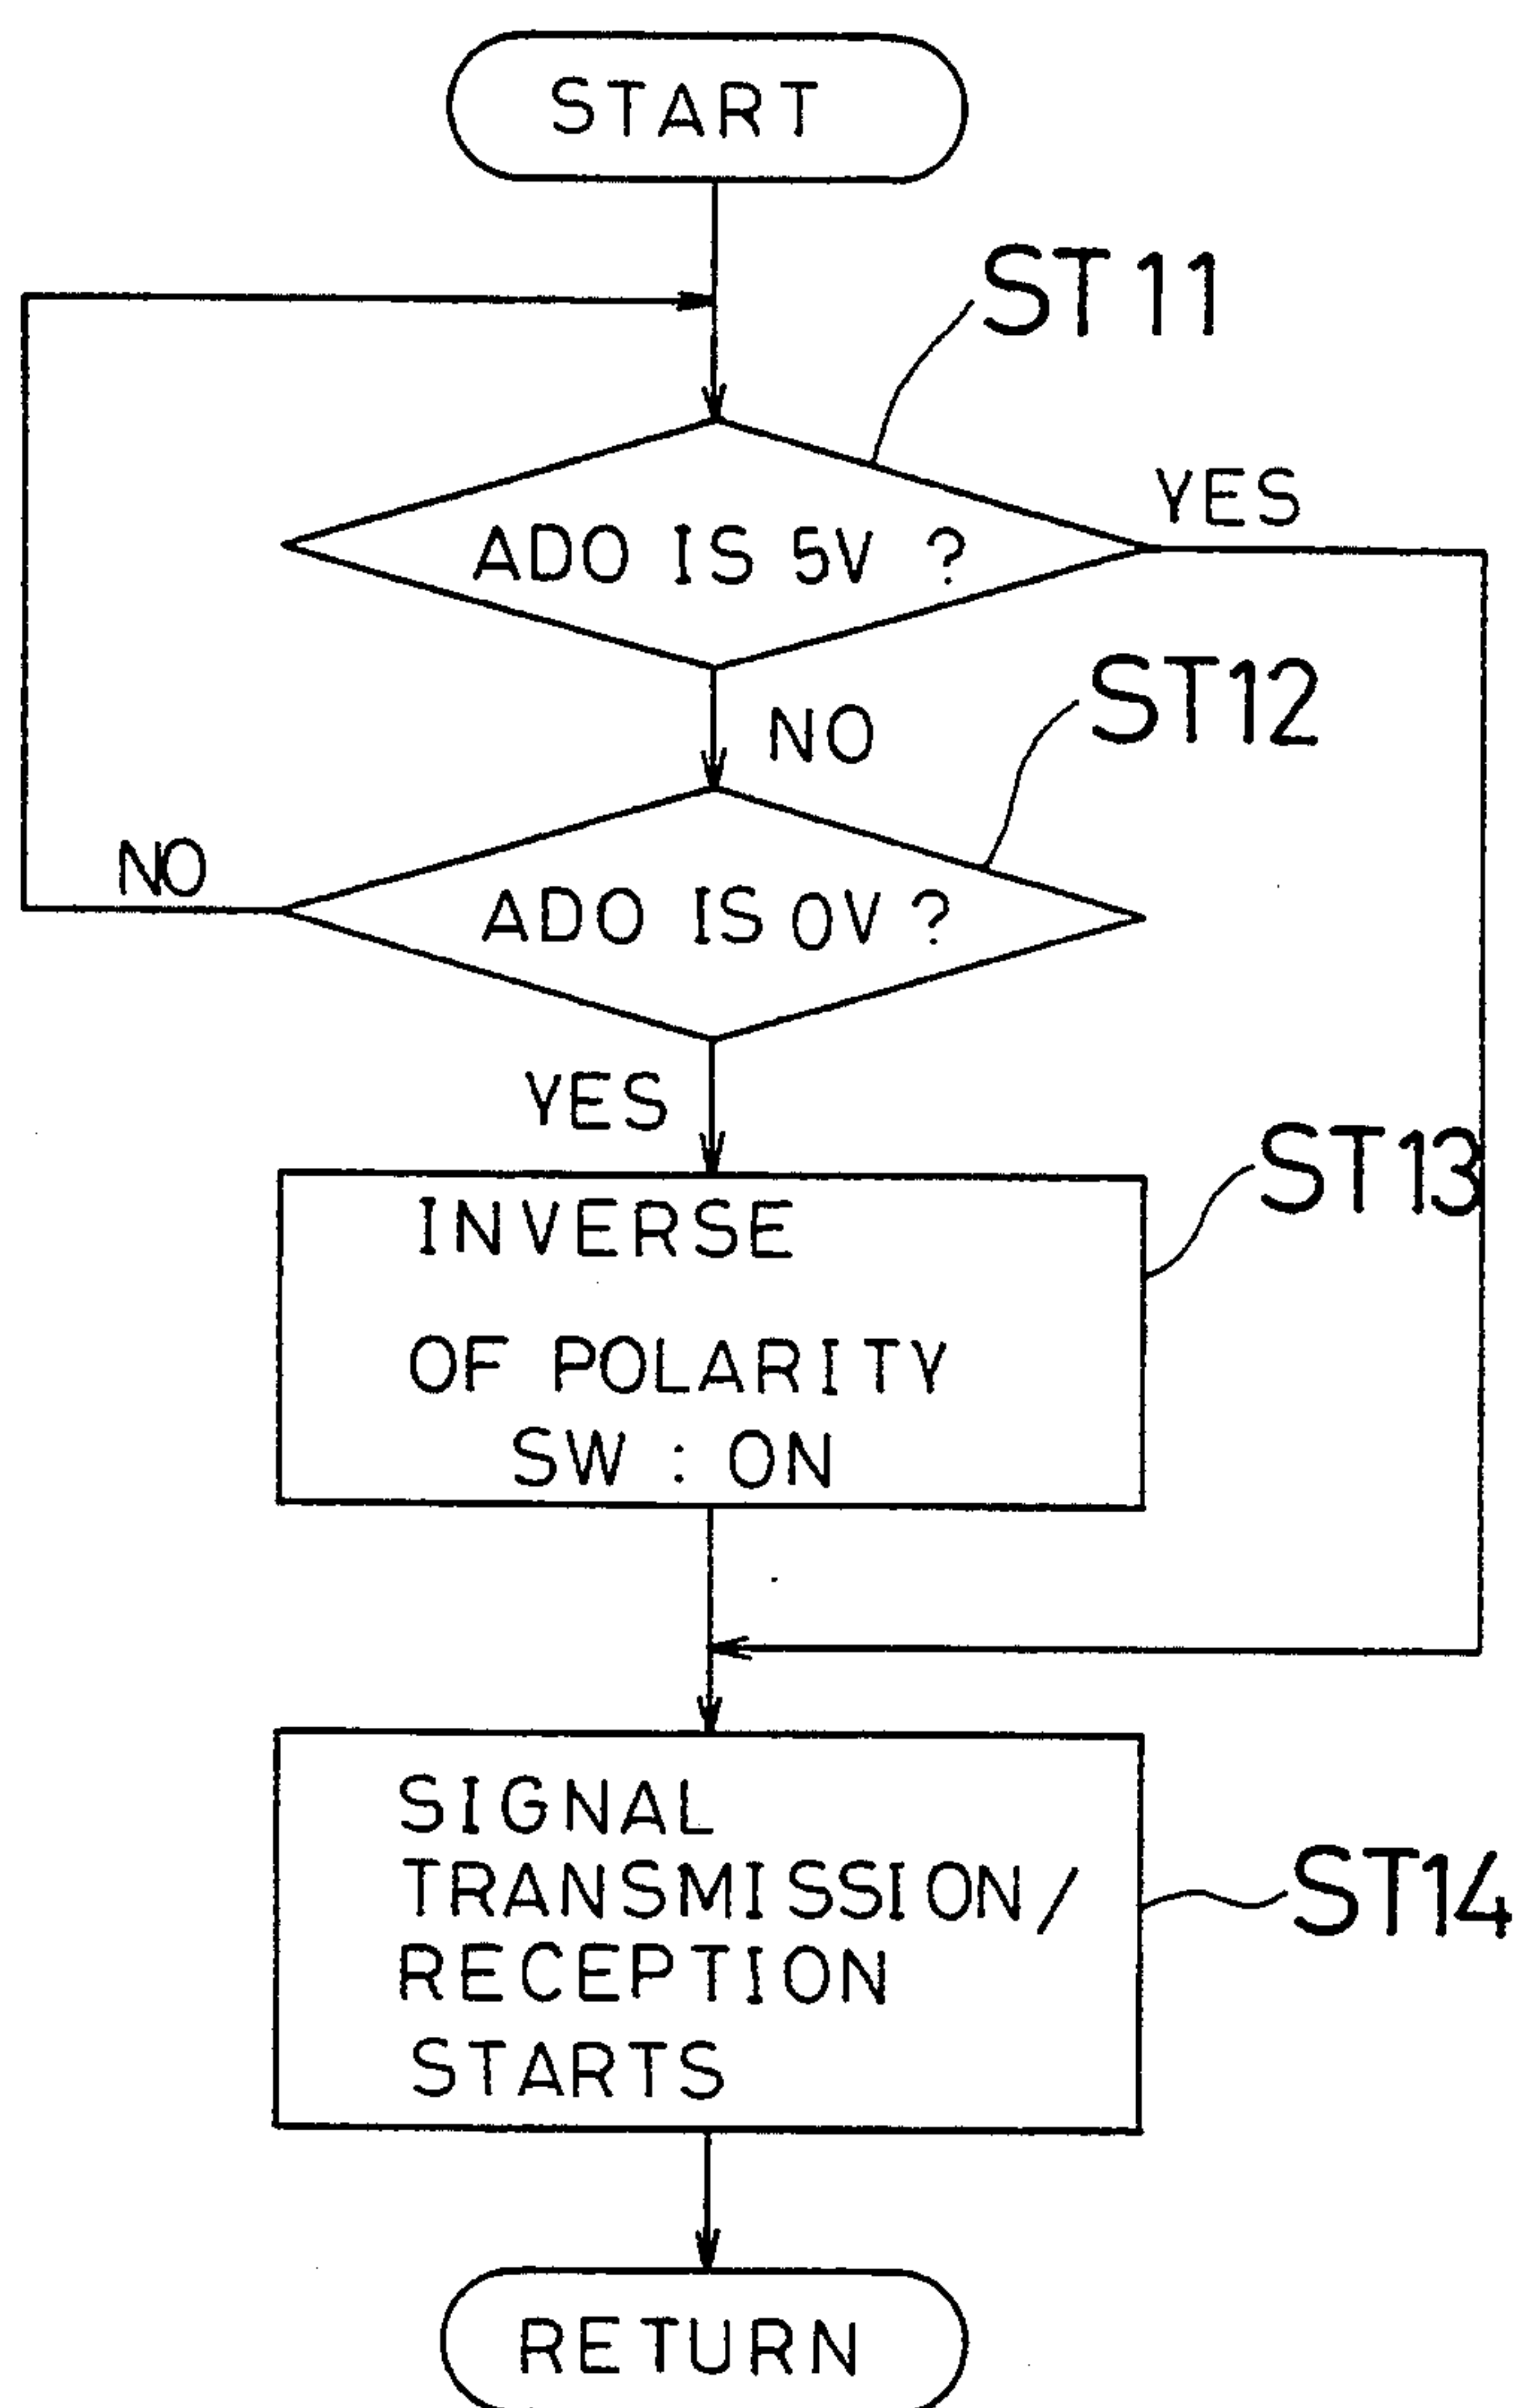 START
ST11
YES
ADO IS 5V ?
ST12
NO
NO
ADO IS 0V ?
YES
ST13
INVERSE
OF POLARITY
SW : ON
SIGNAL
TRANSMISSION/
RECEPTION
STARTS
ST14
RETURN